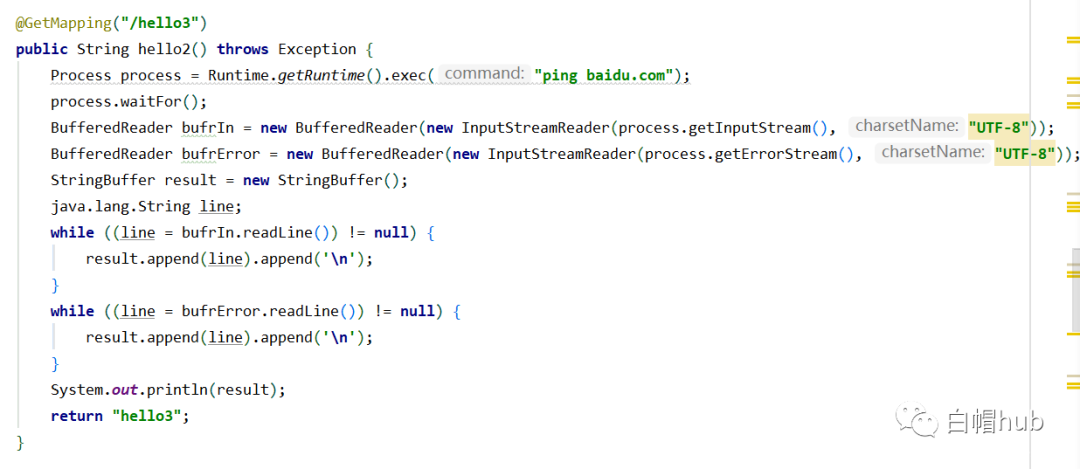 @GetMapping("/hello3")
public String hello2() throws Exception {
Process process = Runtime.getRuntime().exec( command: "ping baidu.com");
process.waitFor();
BufferedReader bufrIn = new BufferedReader(new InputStreamReader(process.getInputStream(), charsetName: "UTF-8"));
BufferedReader bufrError = new BufferedReader(new InputStreamReader(process.getErrorStream(), charsetName: "UTF-8"));
StringBuffer result = new StringBuffer();
java.lang.String line;
while ((line = bufrIn.readLine()) != null) {
result.append(line).append('\n');
}
while ((line = bufrError.readLine()) != null) {
result.append(line).append('\n');
}
System.out.println(result);
return "hello3";
}
白帽hub